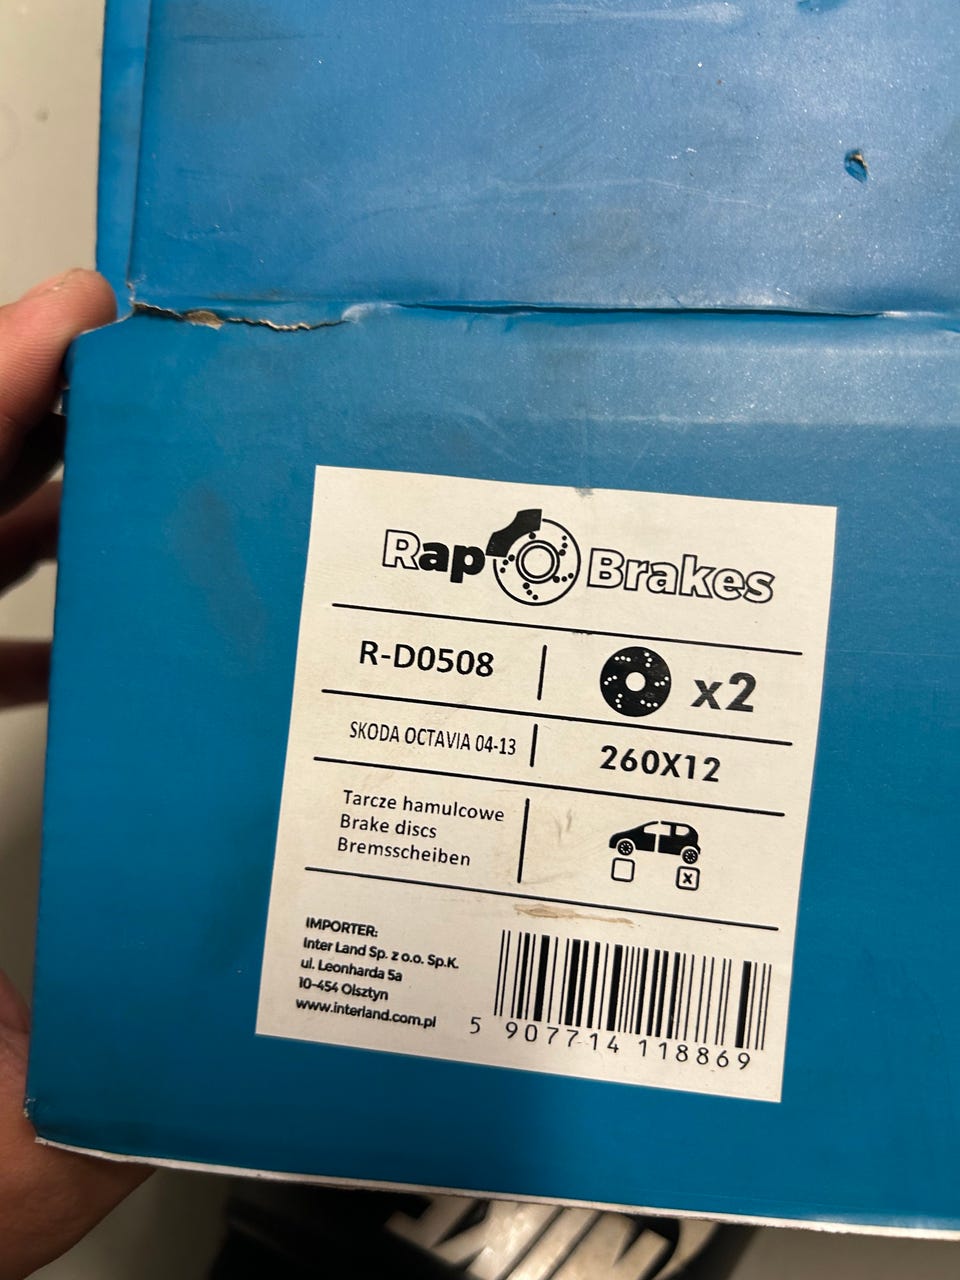 Rap Brakes
R-D0508
x2
SKODA OCTAVIA 04-13
260X12
Tarcze hamulcowe
Brake discs
Bremsscheiben
x
IMPORTER:
Inter Land Sp. z o.o. Sp.K.
ul. Leonharda 5a
10-454 Olsztyn
www.interland.com.pl
5 907714 118869